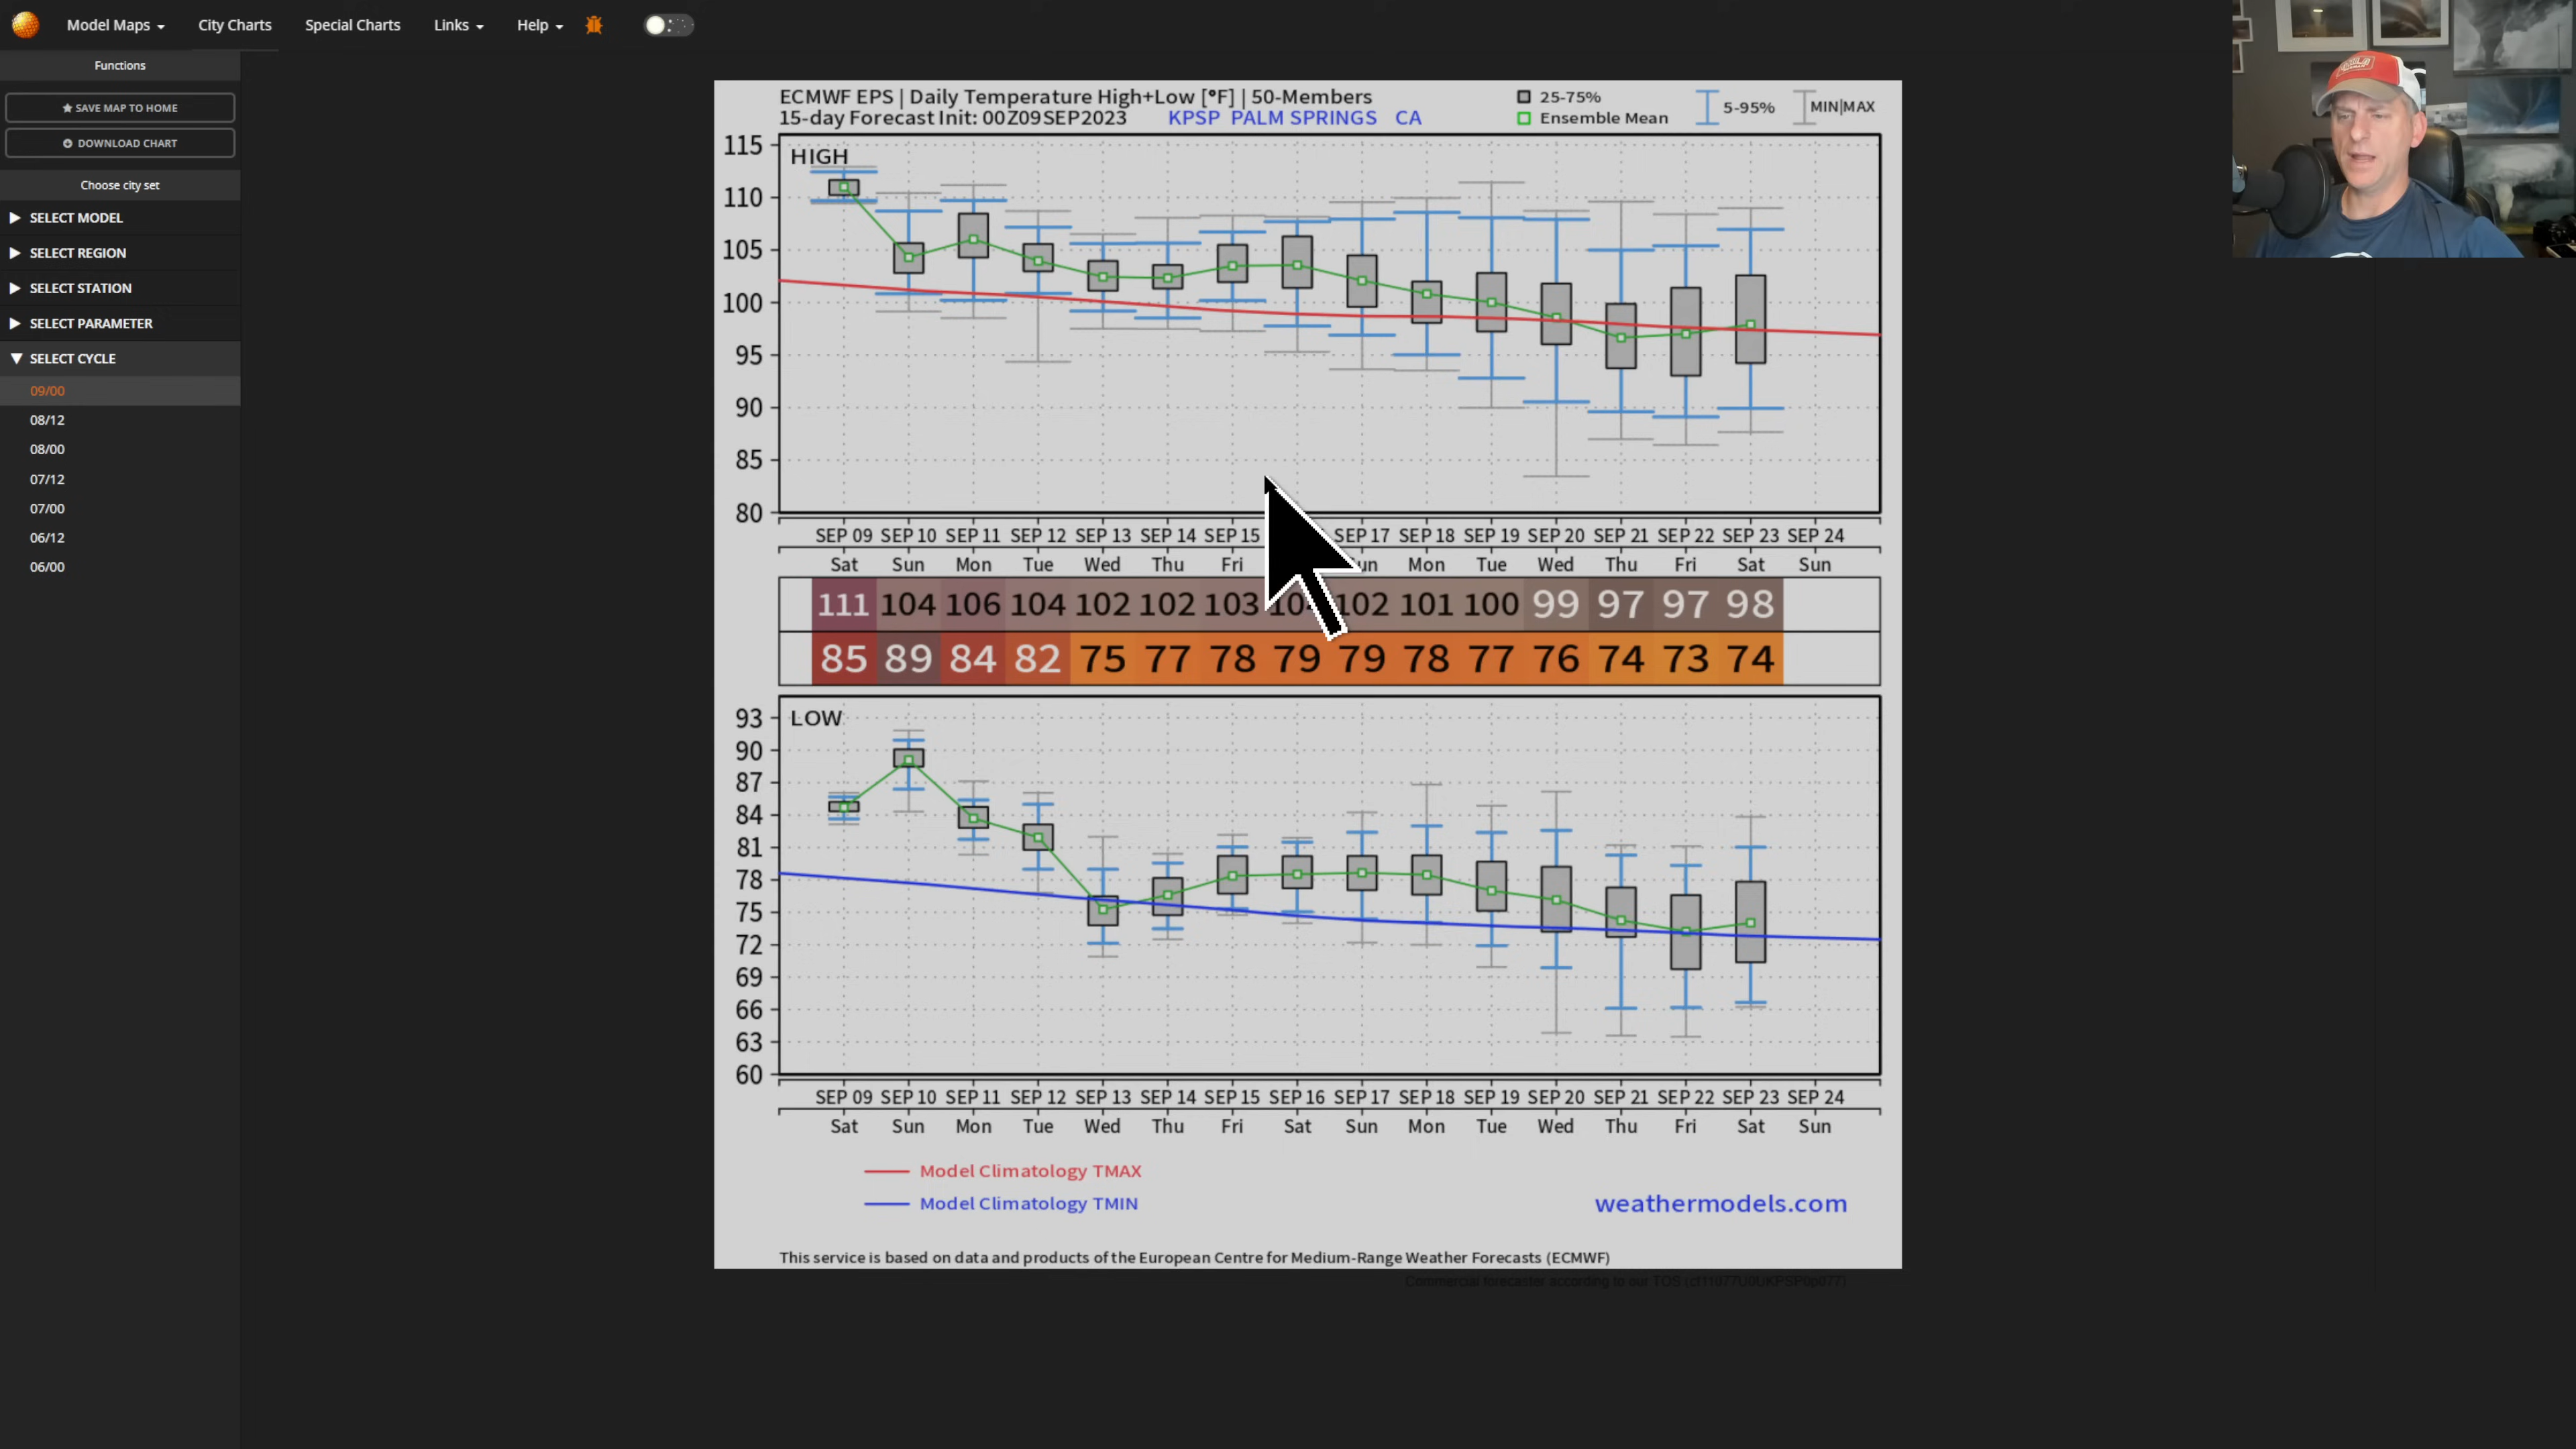 Model Maps City Charts Special Charts Links Help
Functions
SAVE MAP TO HOME
DOWNLOAD CHART
Choose city set
SELECT MODEL
SELECT REGION
SELECT STATION
SELECT PARAMETER
SELECT CYCLE
09/00
08/12
08/00
07/12
07/00
06/12
06/00
ECMWF EPS | Daily Temperature High+Low [°F] | 50-Members
15-day Forecast Init: 00Z09SEP2023 KPSP PALM SPRINGS CA
25-75%
Ensemble Mean
5-95%
MIN|MAX
HIGH
115
110
105
100
95
90
85
80
SEP 09 SEP 10 SEP 11 SEP 12 SEP 13 SEP 14 SEP 15 SEP 17 SEP 18 SEP 19 SEP 20 SEP 21 SEP 22 SEP 23 SEP 24
Sat Sun Mon Tue Wed Thu Fri Mon Tue Wed Thu Fri Sat Sun
111 104 106 104 102 102 103 102 101 100 99 97 97 98
85 89 84 82 75 77 78 79 79 78 77 76 74 73 74
LOW
93
90
87
84
81
78
75
72
69
66
63
60
SEP 09 SEP 10 SEP 11 SEP 12 SEP 13 SEP 14 SEP 15 SEP 16 SEP 17 SEP 18 SEP 19 SEP 20 SEP 21 SEP 22 SEP 23 SEP 24
Sat Sun Mon Tue Wed Thu Fri Sat Sun Mon Tue Wed Thu Fri Sat Sun
Model Climatology TMAX
Model Climatology TMIN
weathermodels.com
This service is based on data and products of the European Centre for Medium-Range Weather Forecasts (ECMWF)
Commercial forecaster according to our TOS